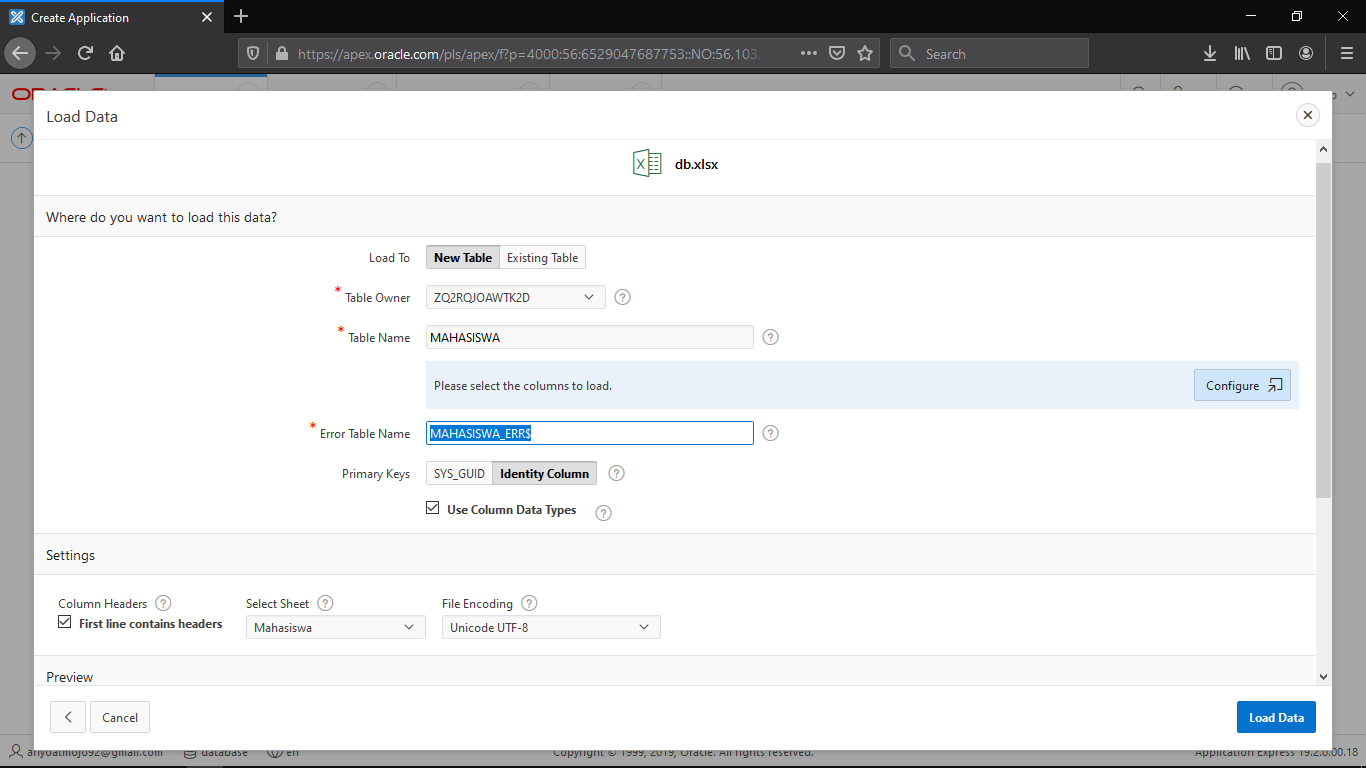 Create Application
https://apex.oracle.com/pls/apex/f?p=4000:56:6529047687753::NO:56,103,
Search
Load Data
db.xlsx
Where do you want to load this data?
Load To New Table Existing Table
* Table Owner ZQ2RQJOAWTK2D ?
* Table Name MAHASISWA ?
Please select the columns to load. Configure
* Error Table Name MAHASISWA_ERR$ ?
Primary Keys SYS_GUID Identity Column ?
Use Column Data Types ?
Settings
Column Headers ? Select Sheet ? File Encoding ?
First line contains headers Mahasiswa Unicode UTF-8
Preview
Cancel Load Data
database en Copyright © 1999, 2019, Oracle. All rights reserved. Application Express 19.2.0.00.18